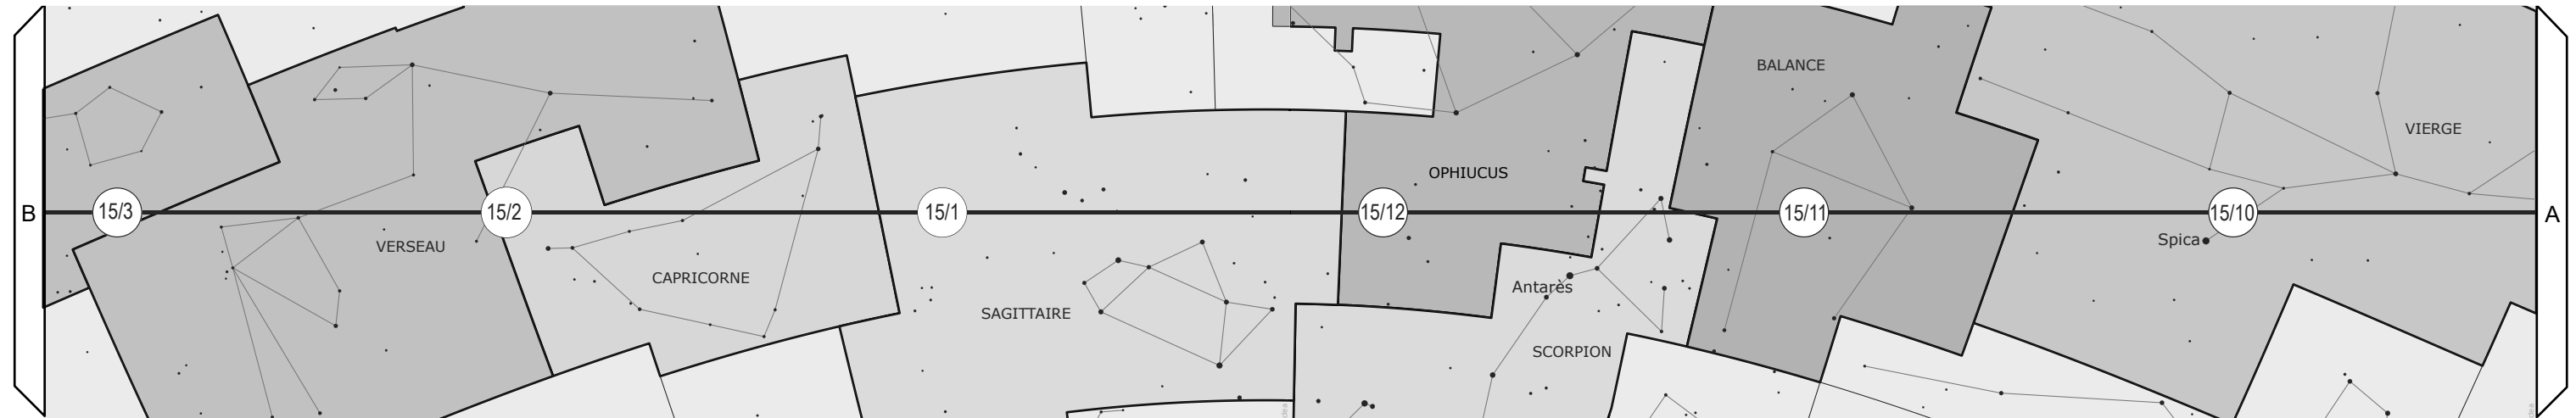 BALANCE
VIERGE
OPHIUCUS
B
15/3
15/2
15/1
15/12
15/11
15/10
A
VERSEAU
Spica
CAPRICORNE
Antarès
SAGITTAIRE
SCORPION